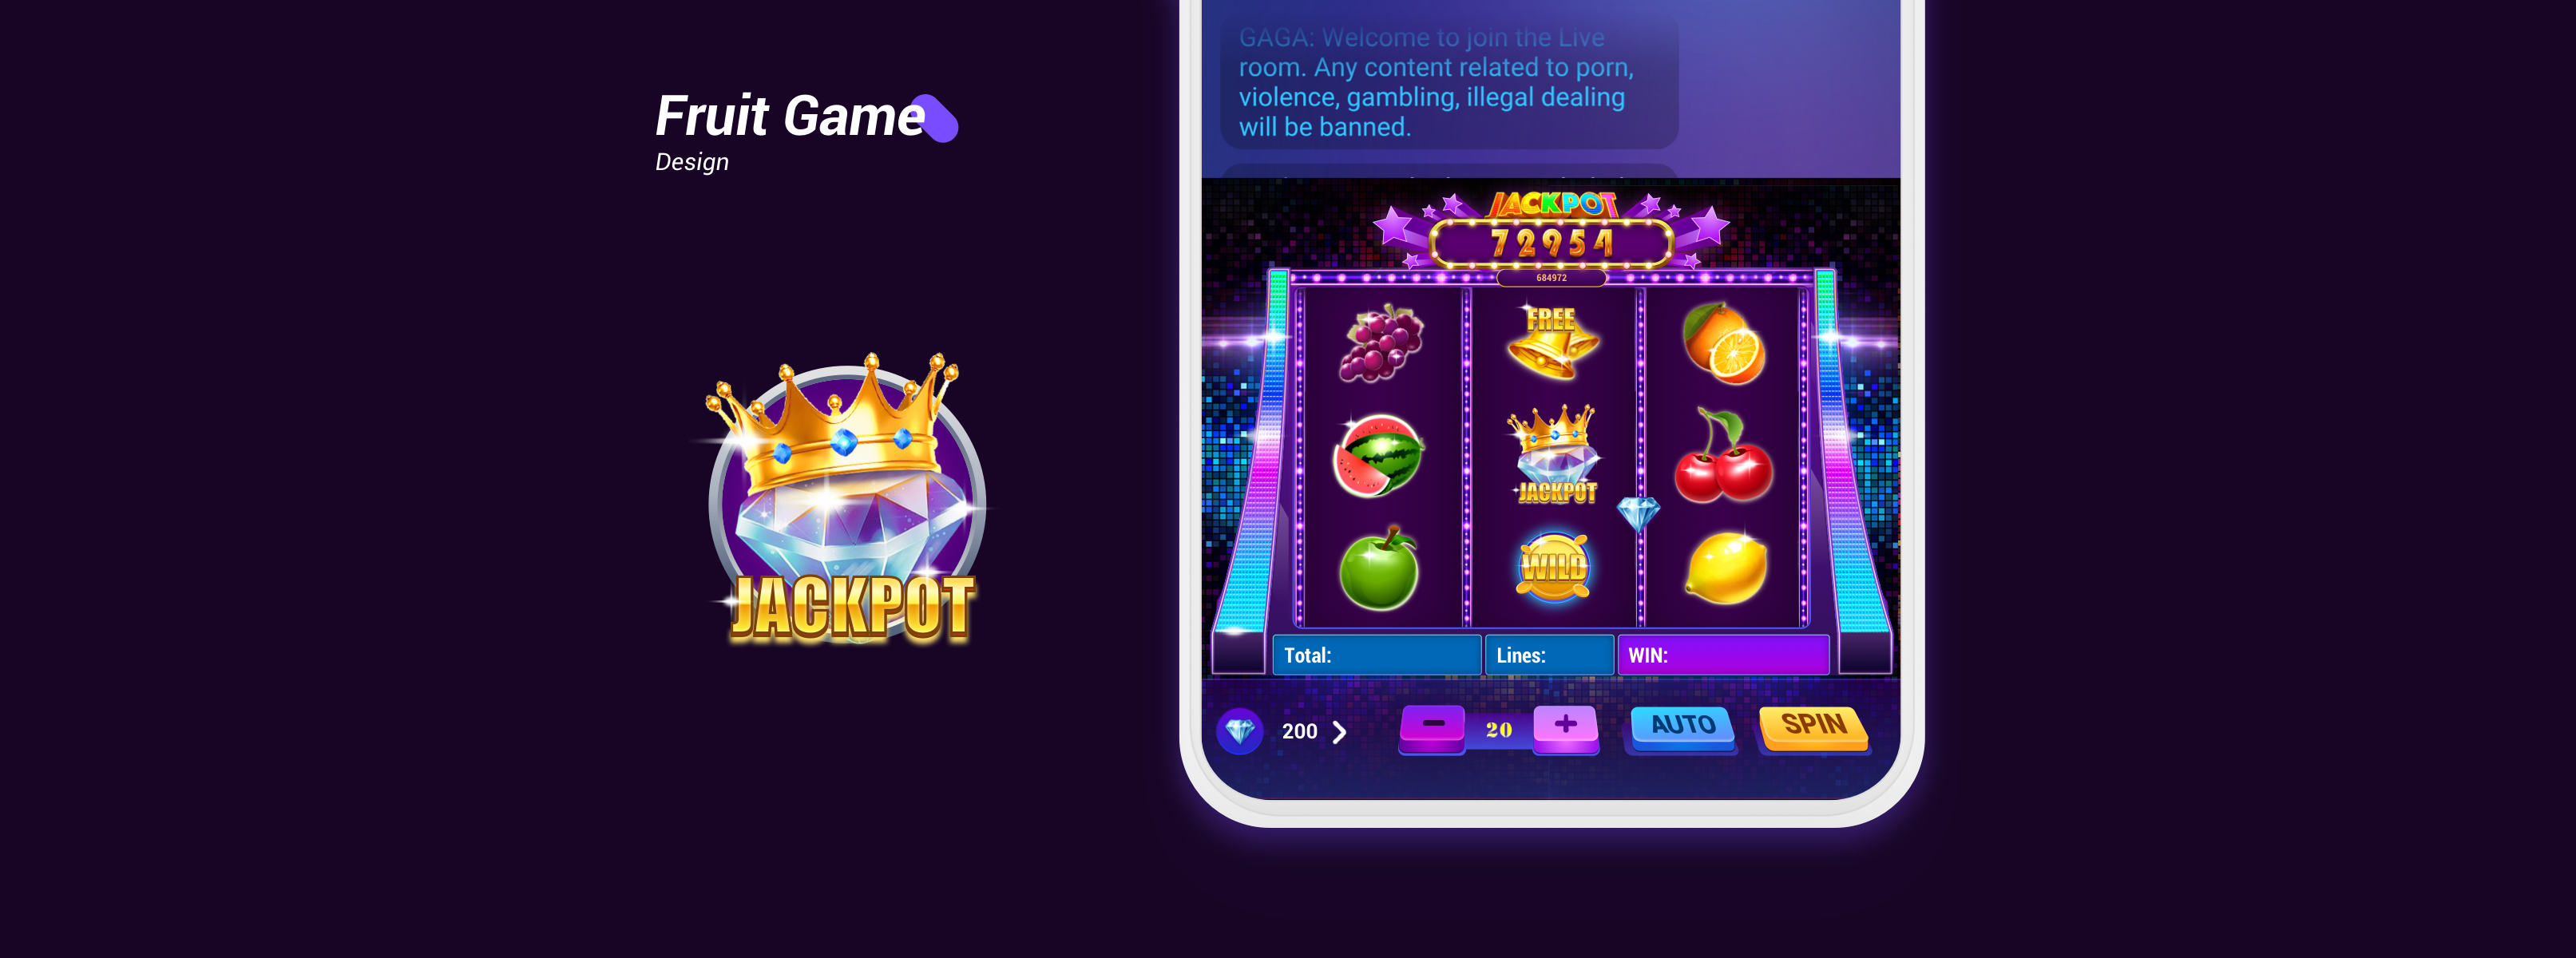 Fruit Game
Design
JACKPOT
GAGA: Welcome to join the Live
room. Any content related to porn,
violence, gambling, illegal dealing
will be banned.
JACKPOT
72954
684972
FREE
JACKPOT
WILD
Total:
Lines:
WIN:
200
- 20 +
AUTO
SPIN